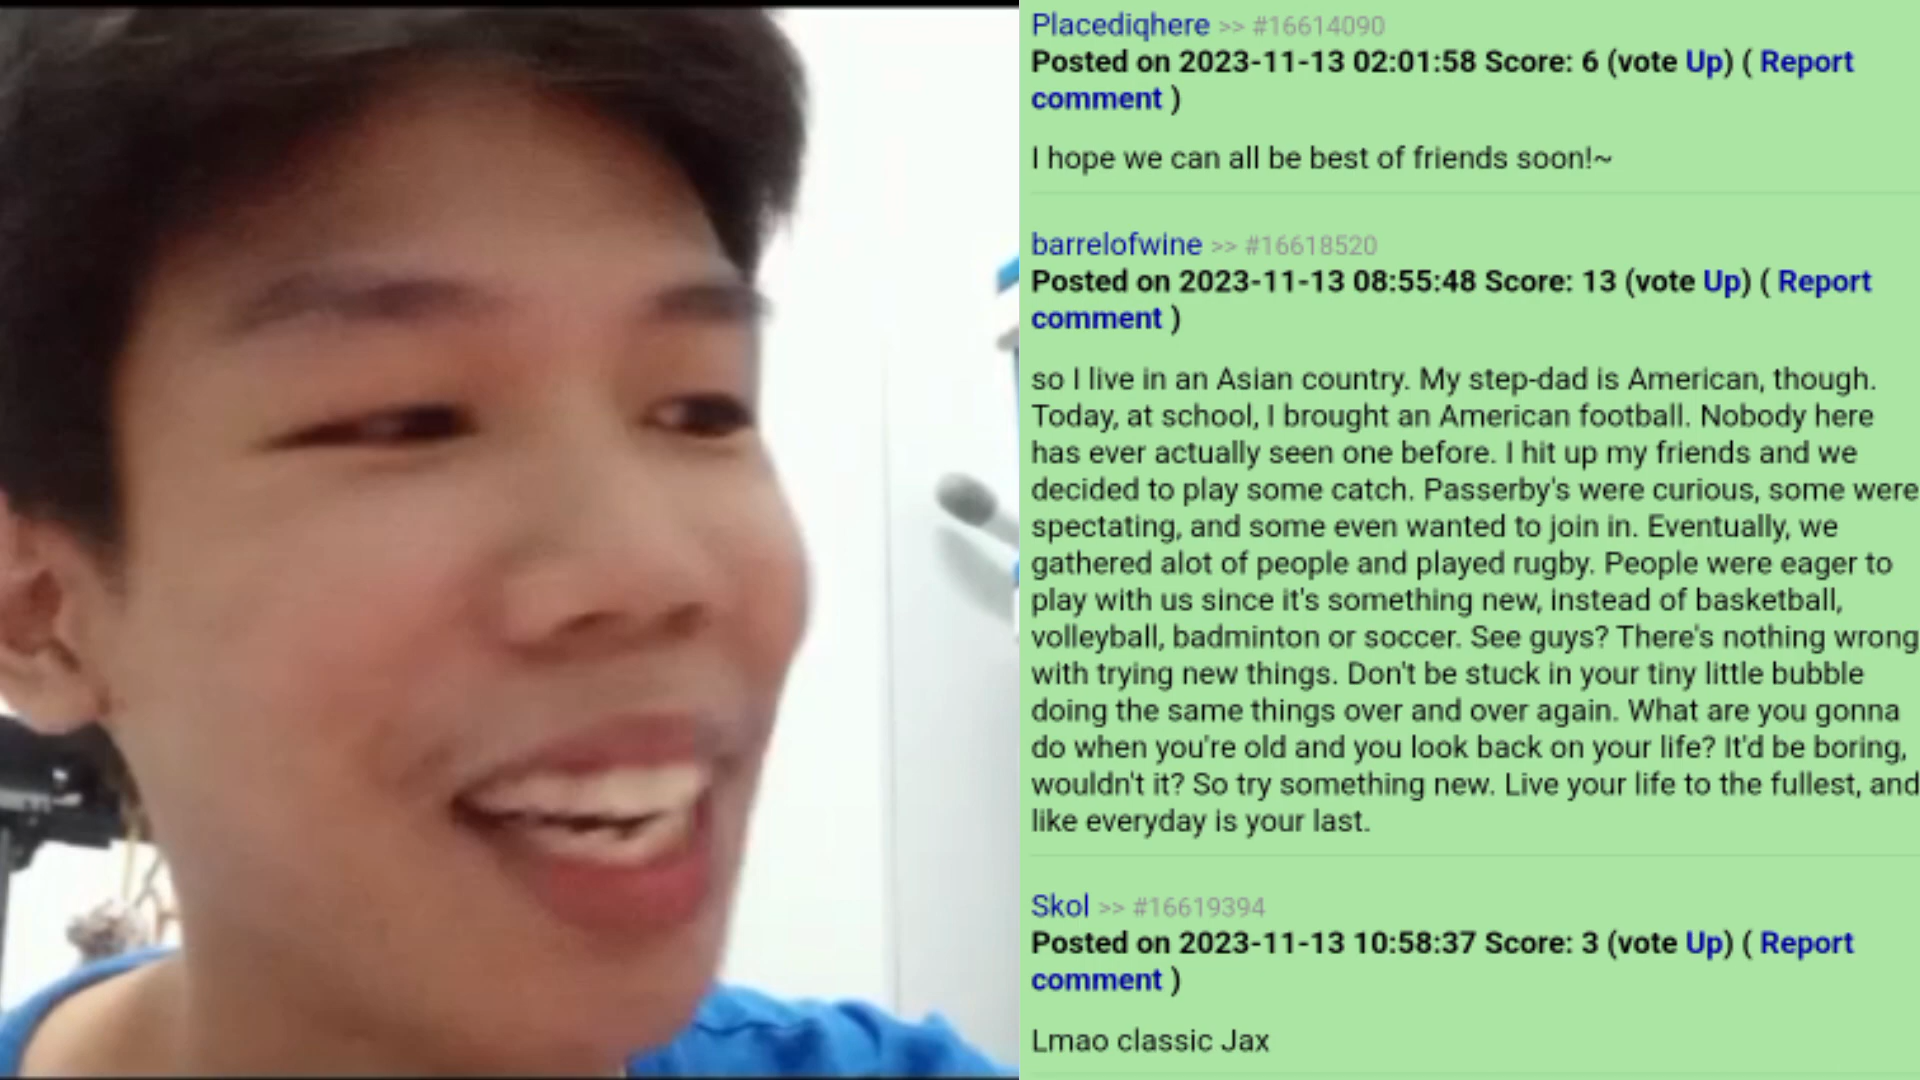 Placediqhere >> #16614090
Posted on 2023-11-13 02:01:58 Score: 6 (vote Up) ( Report
comment )
I hope we can all be best of friends soon!~
barrelofwine >> #16618520
Posted on 2023-11-13 08:55:48 Score: 13 (vote Up) ( Report
comment )
so I live in an Asian country. My step-dad is American, though.
Today, at school, I brought an American football. Nobody here
has ever actually seen one before. I hit up my friends and we
decided to play some catch. Passerby's were curious, some were
spectating, and some even wanted to join in. Eventually, we
gathered alot of people and played rugby. People were eager to
play with us since it's something new, instead of basketball,
volleyball, badminton or soccer. See guys? There's nothing wrong
with trying new things. Don't be stuck in your tiny little bubble
doing the same things over and over again. What are you gonna
do when you're old and you look back on your life? It'd be boring,
wouldn't it? So try something new. Live your life to the fullest, and
like everyday is your last.
Skol >> #16619394
Posted on 2023-11-13 10:58:37 Score: 3 (vote Up) ( Report
comment )
Lmao classic Jax